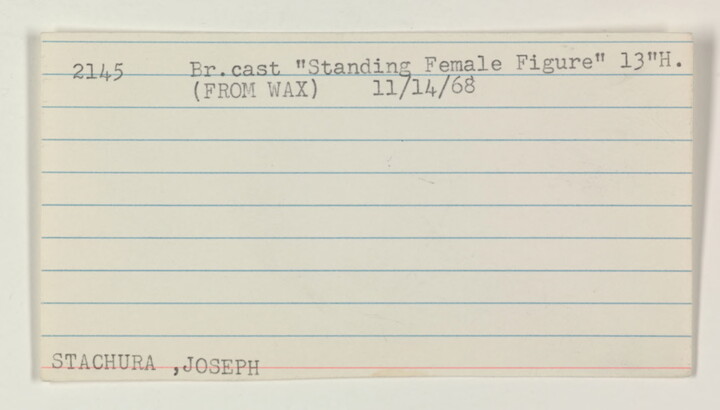 2145 Br.cast "Standing Female Figure" 13"H.
(FROM WAX) 11/14/68
STACHURA ,JOSEPH